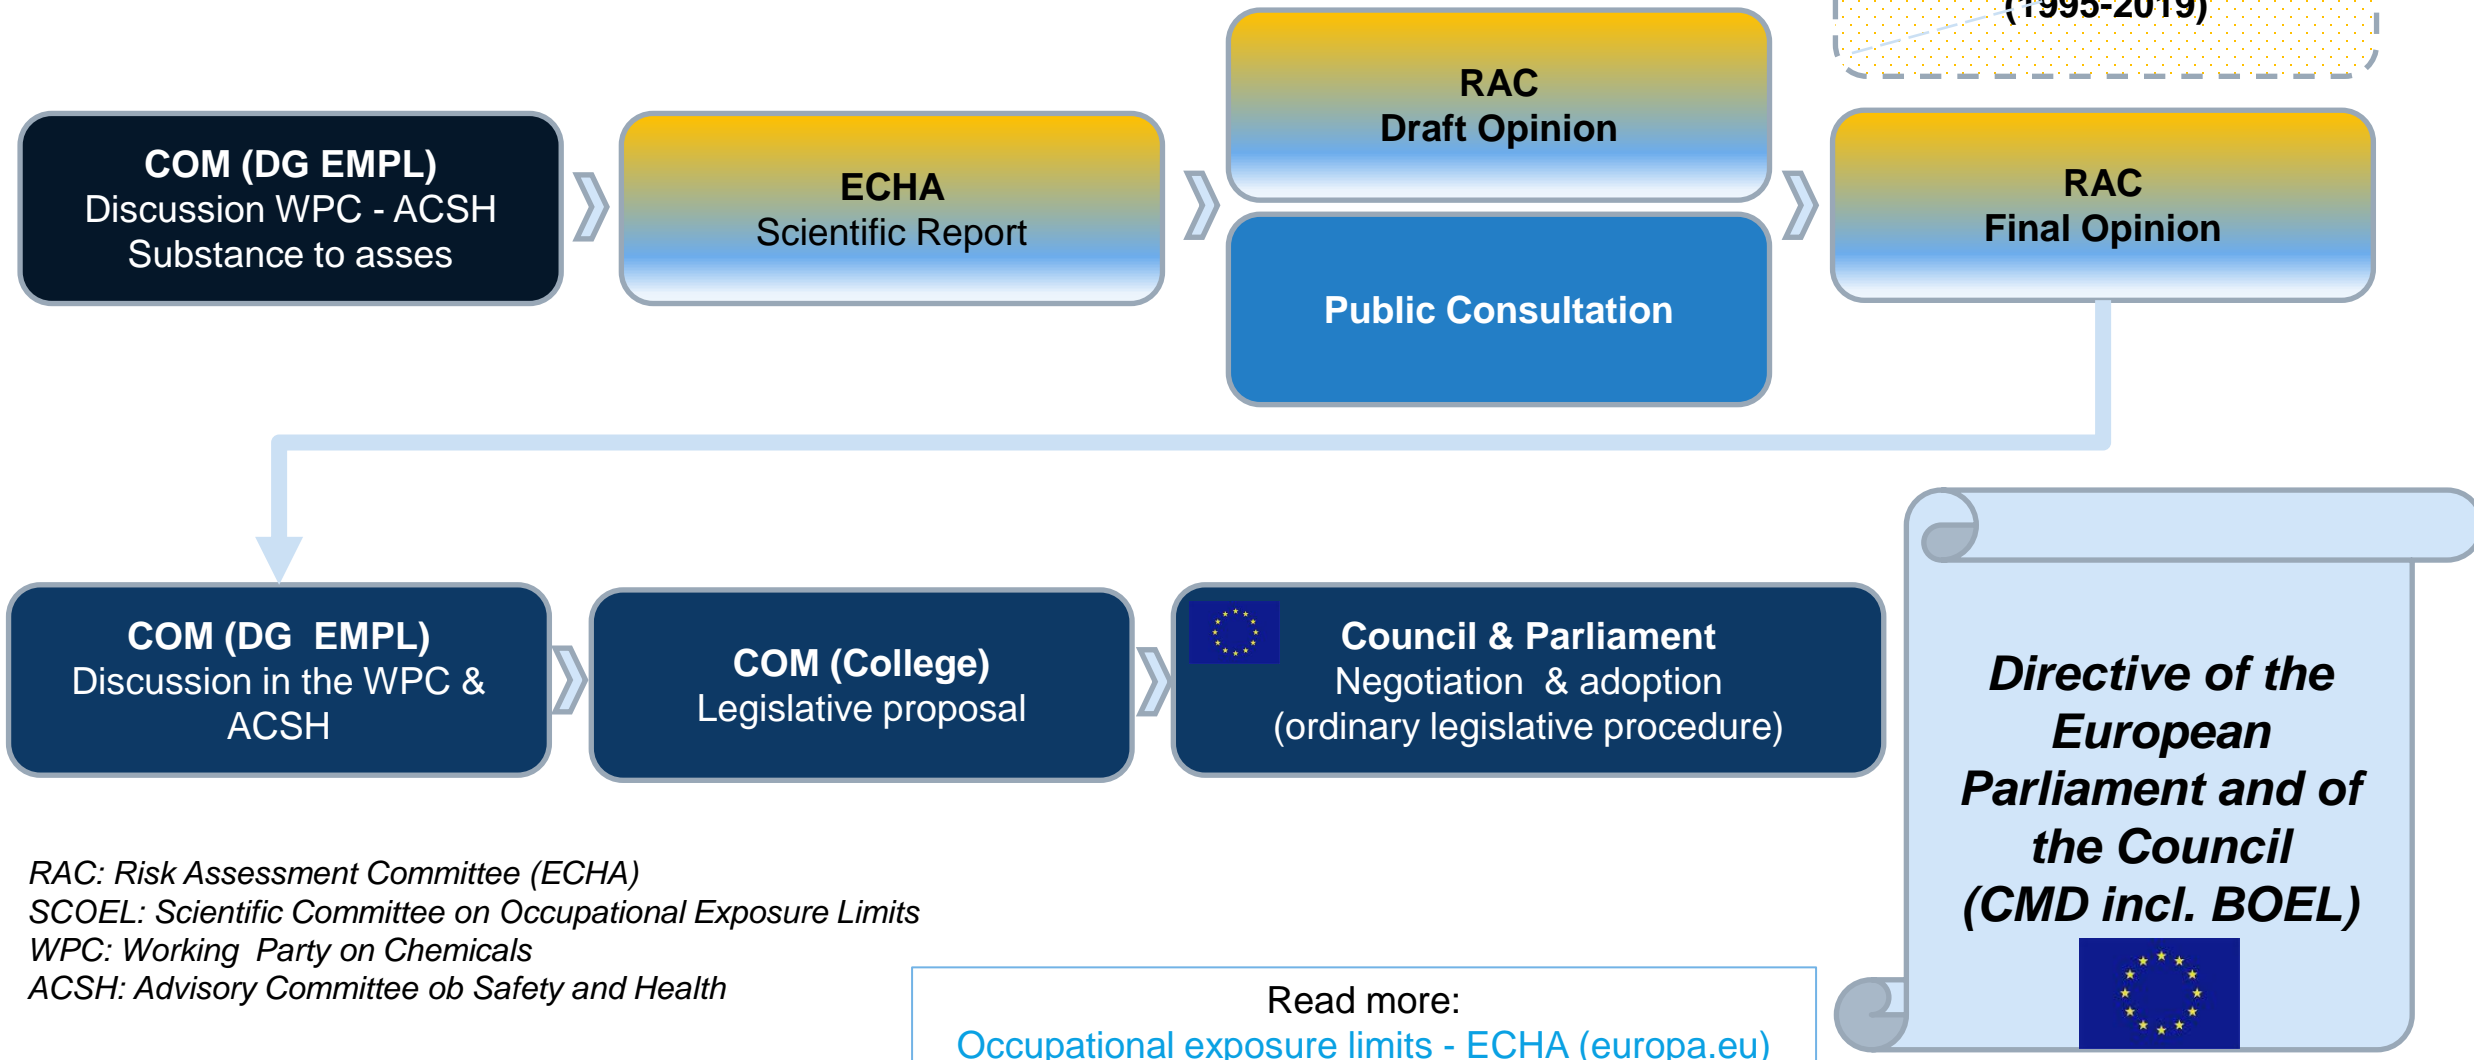 (1995-2019)
COM (DG EMPL)
Discussion WPC - ACSH
Substance to asses
ECHA
Scientific Report
RAC
Draft Opinion
Public Consultation
RAC
Final Opinion
COM (DG EMPL)
Discussion in the WPC &
ACSH
COM (College)
Legislative proposal
Council & Parliament
Negotiation & adoption
(ordinary legislative procedure)
Directive of the
European
Parliament and of
the Council
(CMD incl. BOEL)
RAC: Risk Assessment Committee (ECHA)
SCOEL: Scientific Committee on Occupational Exposure Limits
WPC: Working Party on Chemicals
ACSH: Advisory Committee ob Safety and Health
Read more:
Occupational exposure limits - ECHA (europa.eu)